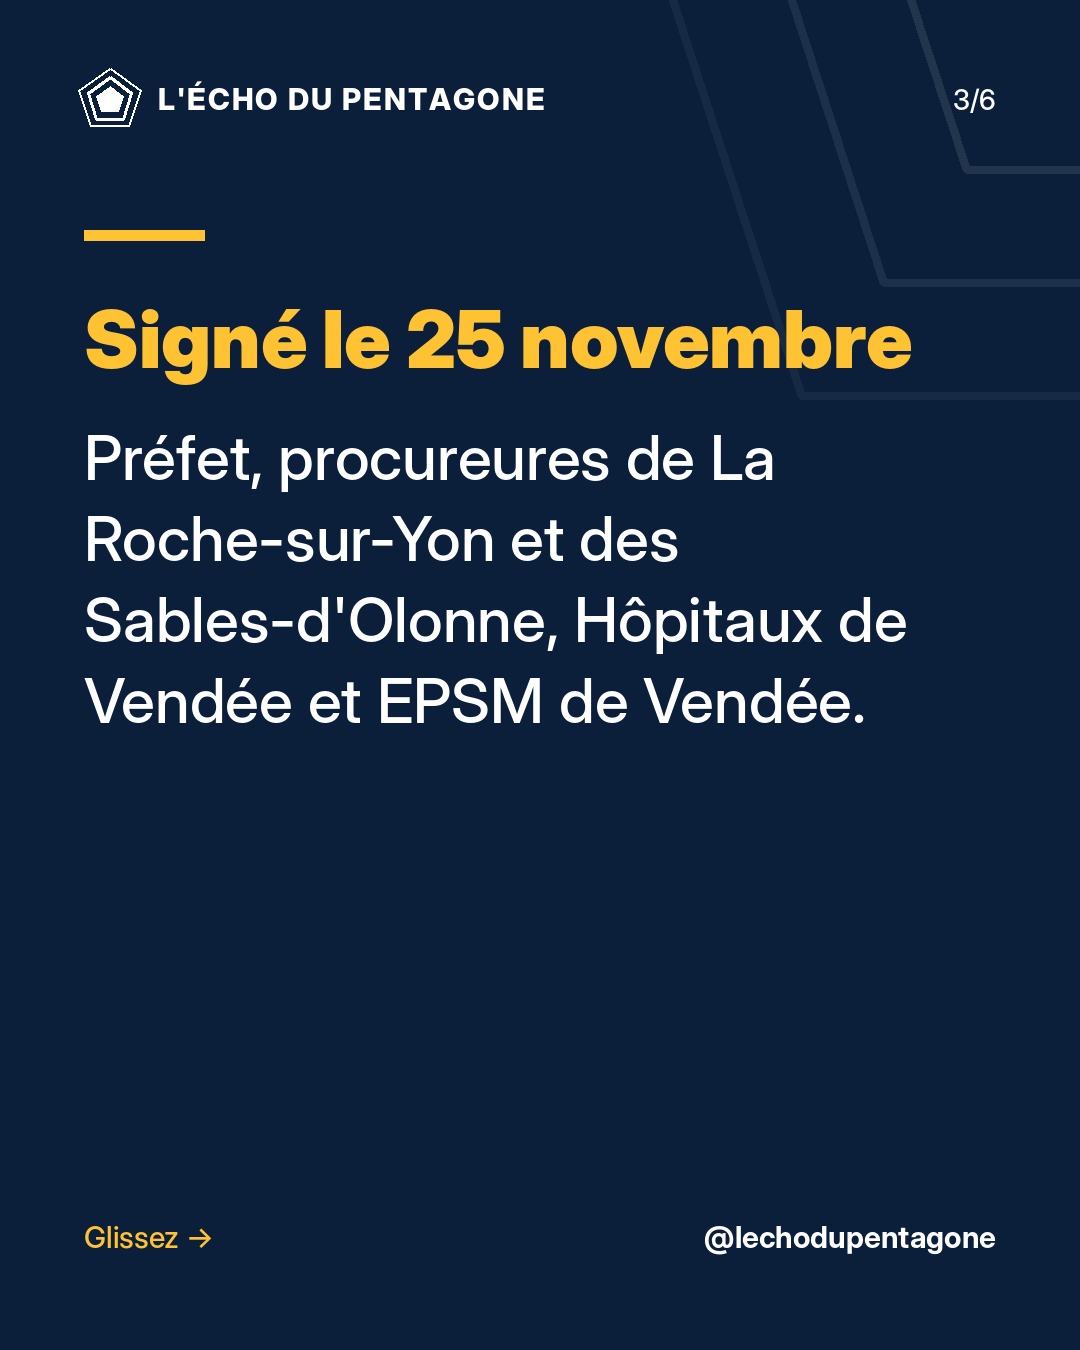 L'ÉCHO DU PENTAGONE
3/6
Signé le 25 novembre
Préfet, procureures de La
Roche-sur-Yon et des
Sables-d'Olonne, Hôpitaux de
Vendée et EPSM de Vendée.
Glissez →
@lechodupentagone